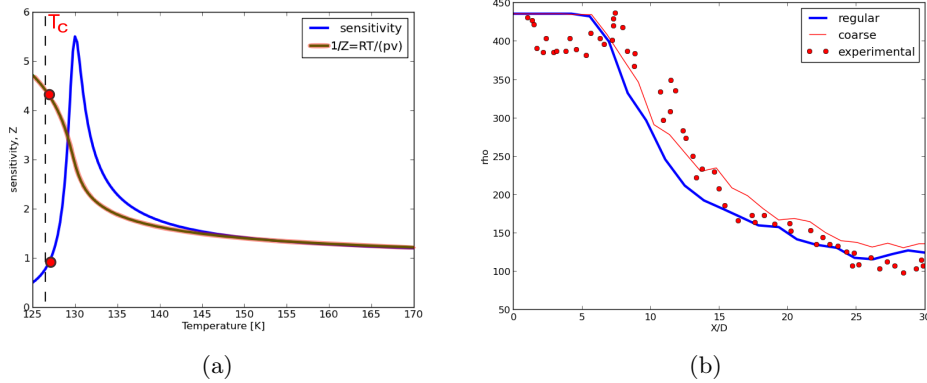 T_c
sensitivity
1/Z=RT/(pv)
sensitivity, Z
6
5
4
3
2
1
0
125 130 135 140 145 150 155 160 165 170
Temperature [K]
(a)
regular
coarse
experimental
rho
450
400
350
300
250
200
150
100
50
0 5 10 15 20 25 30
X/D
(b)